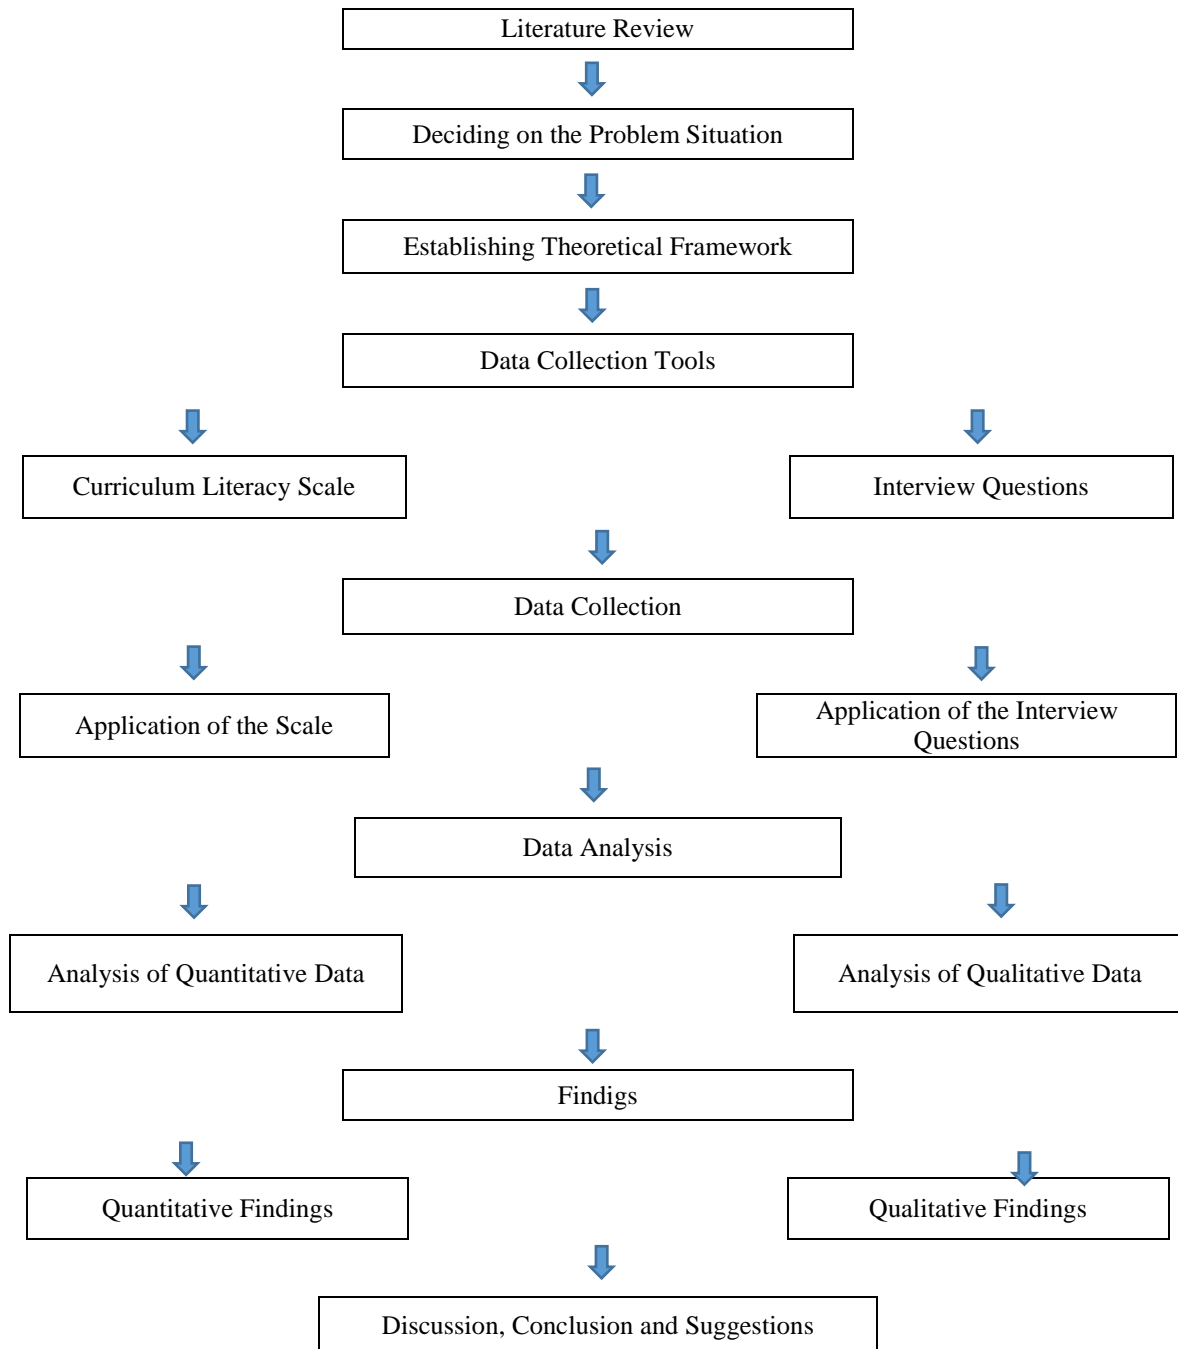 Literature Review
Deciding on the Problem Situation
Establishing Theoretical Framework
Data Collection Tools
Curriculum Literacy Scale
Interview Questions
Data Collection
Application of the Scale
Application of the Interview
Questions
Data Analysis
Analysis of Quantitative Data
Analysis of Qualitative Data
Findigs
Quantitative Findings
Qualitative Findings
Discussion, Conclusion and Suggestions